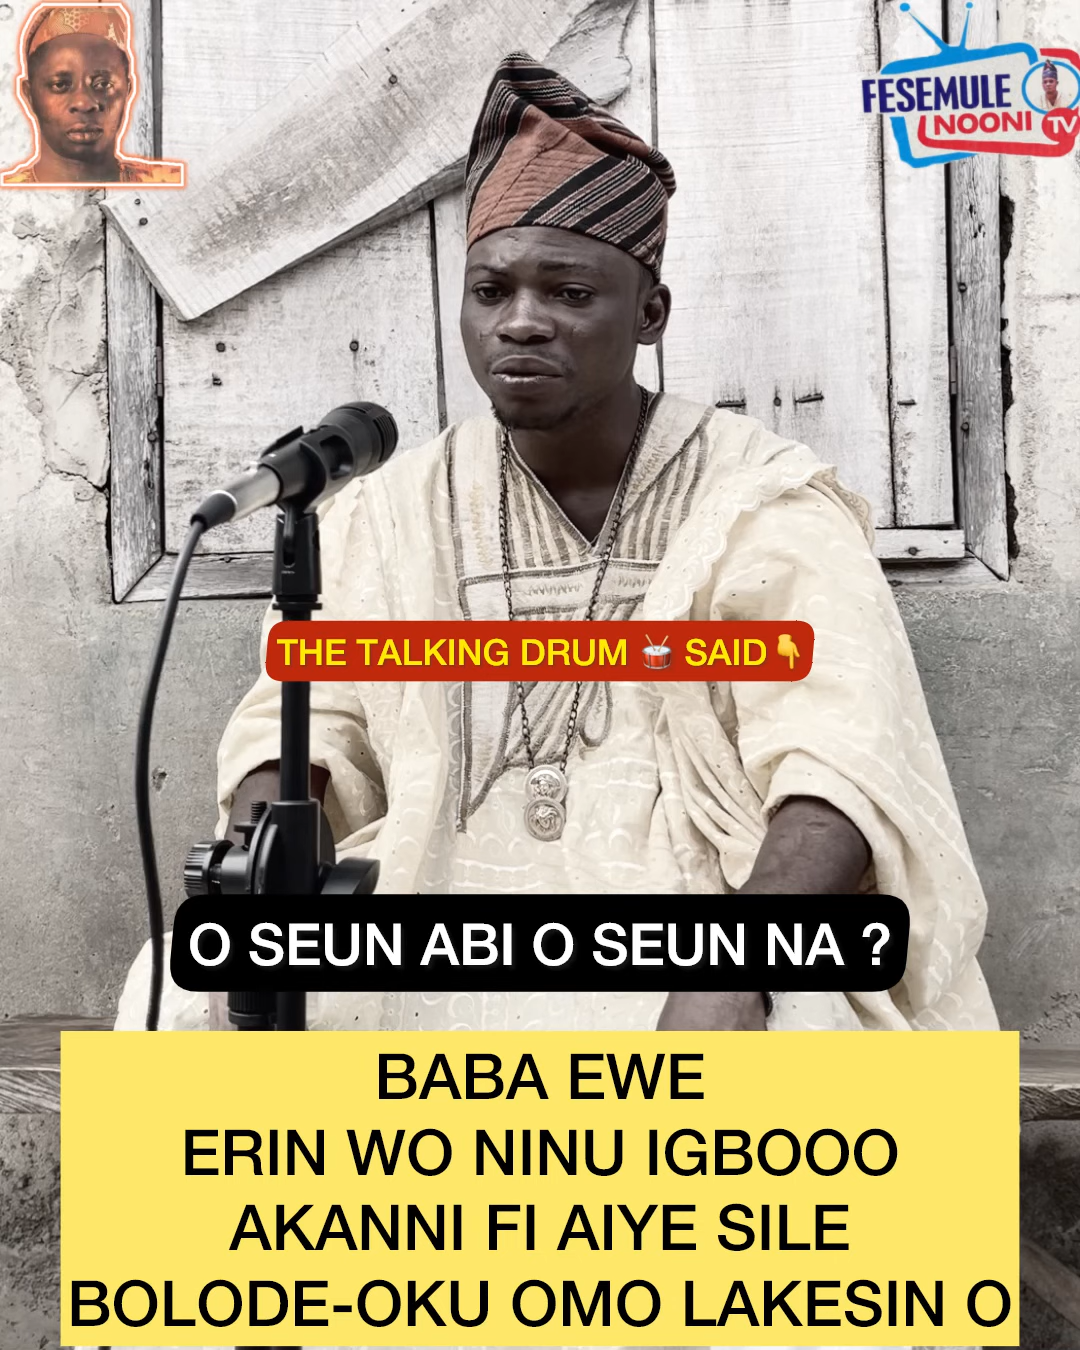 FESEMULE
NOONI TV
THE TALKING DRUM 🥁 SAID👇
O SEUN ABI O SEUN NA ?
BABA EWE
ERIN WO NINU IGBOOO
AKANNI FI AIYE SILE
BOLODE-OKU OMO LAKESIN O